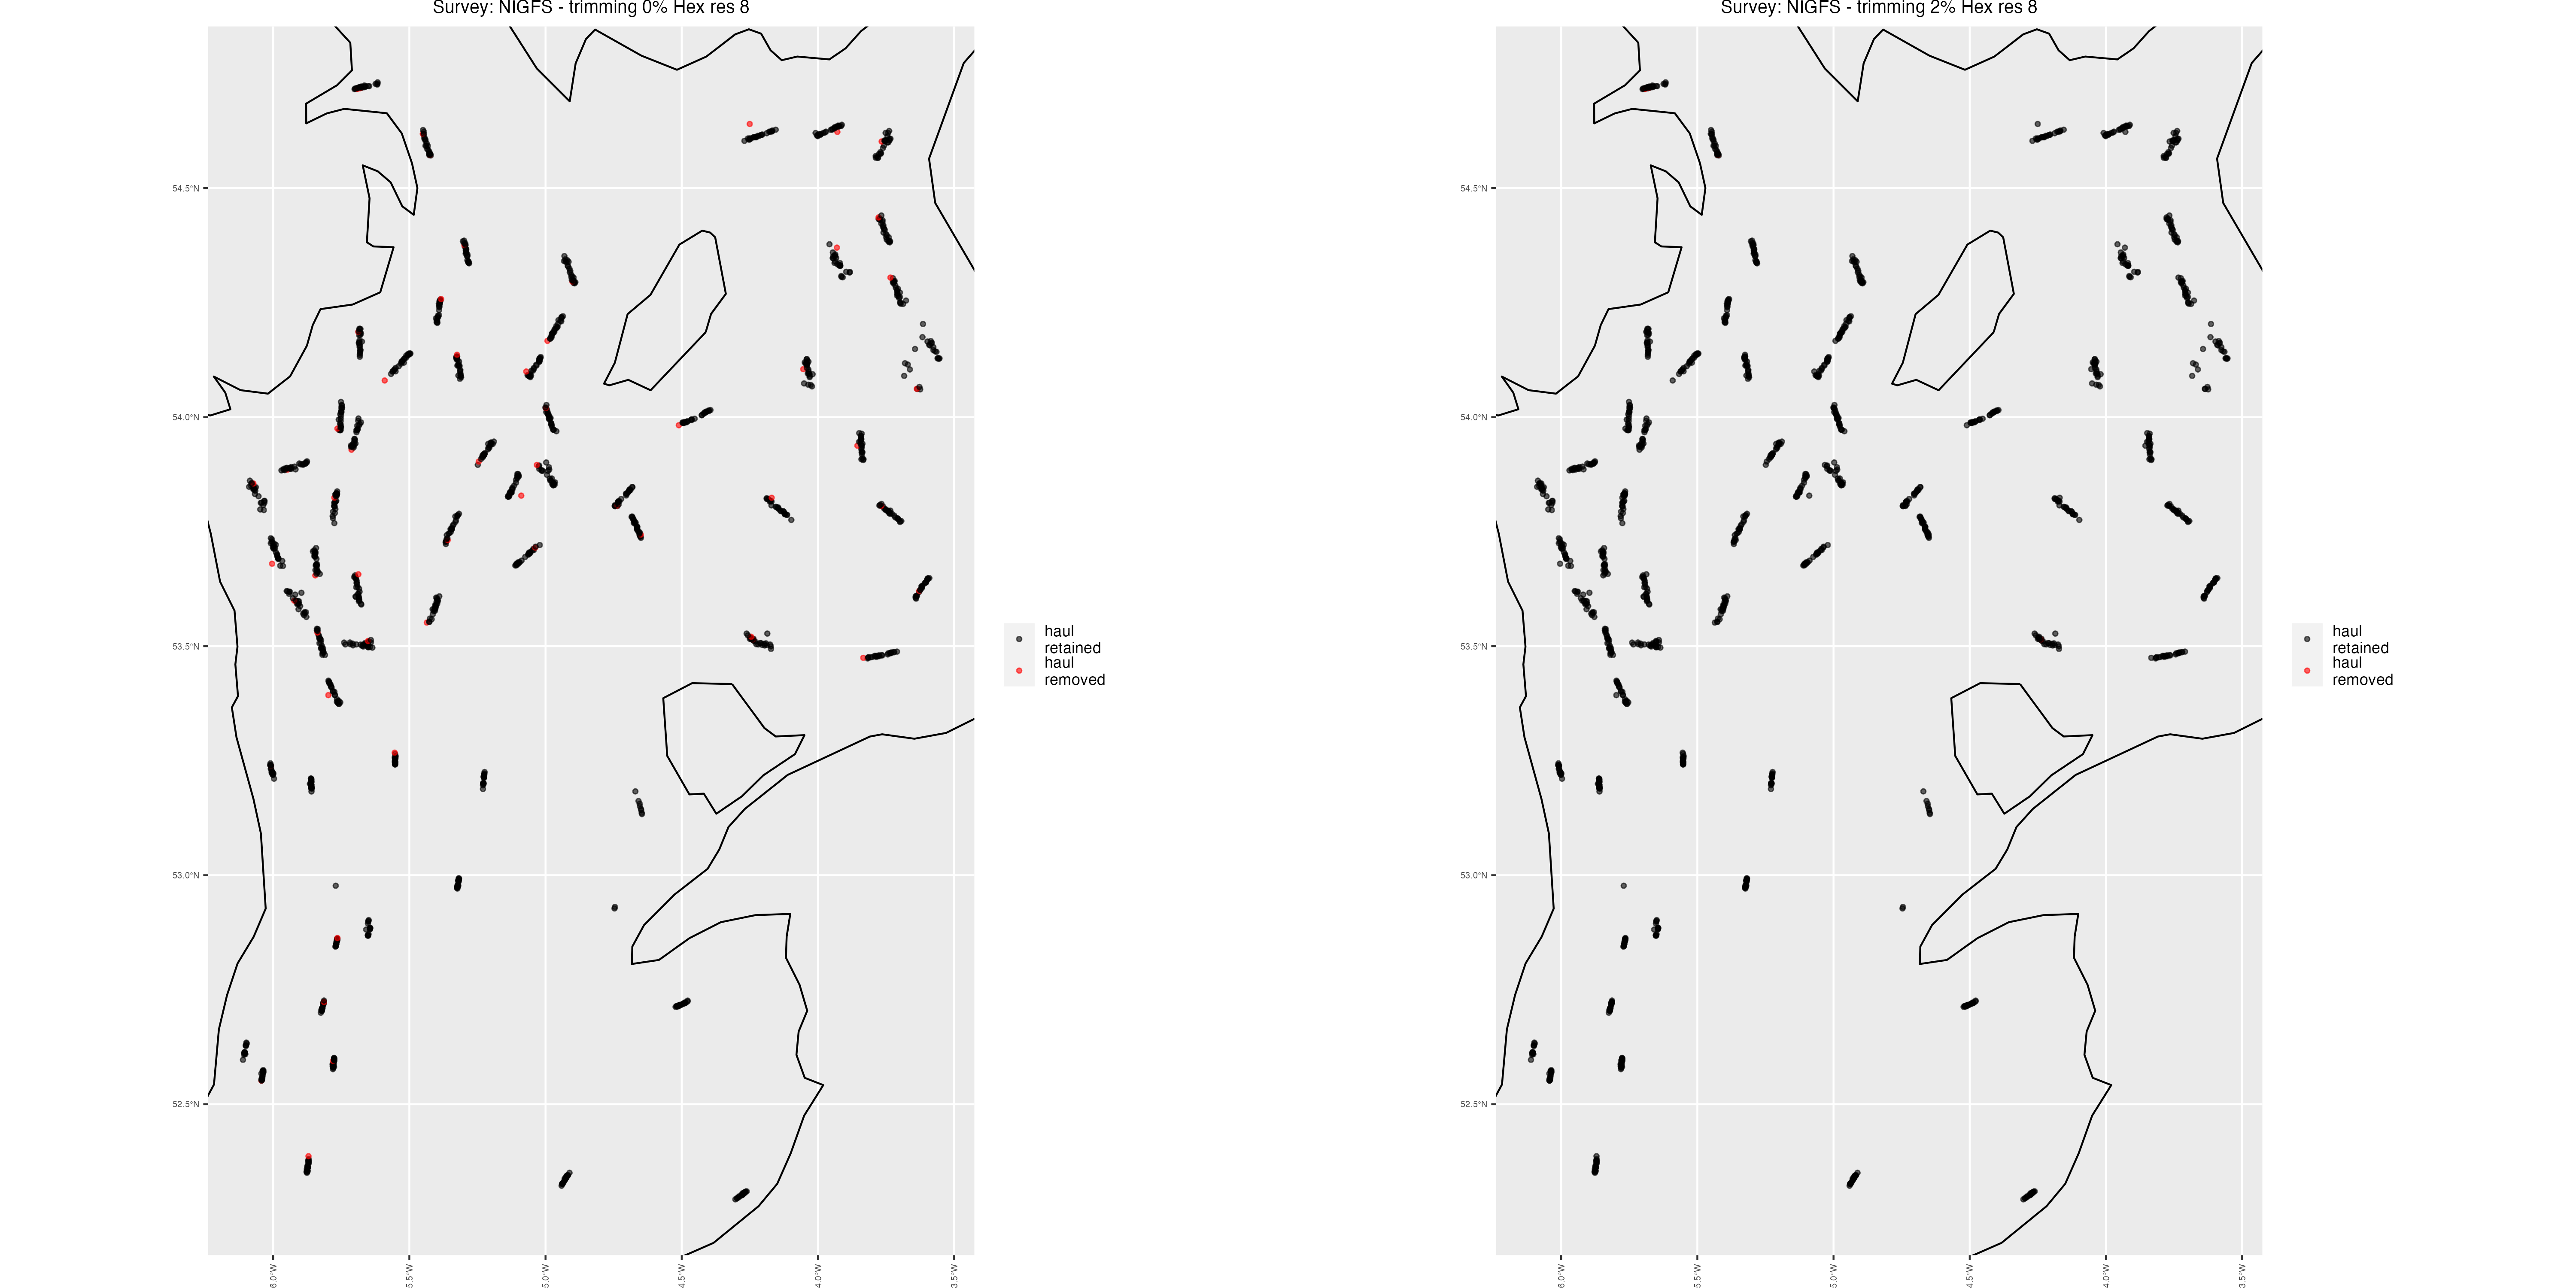 Survey: NIGFS - trimming 0% Hex res 8
54.5°N
54.0°N
53.5°N
53.0°N
52.5°N
6.0°W
5.5°W
5.0°W
4.5°W
4.0°W
3.5°W
haul
retained
haul
removed
Survey: NIGFS - trimming 2% Hex res 8
54.5°N
54.0°N
53.5°N
53.0°N
52.5°N
6.0°W
5.5°W
5.0°W
4.5°W
4.0°W
3.5°W
haul
retained
haul
removed